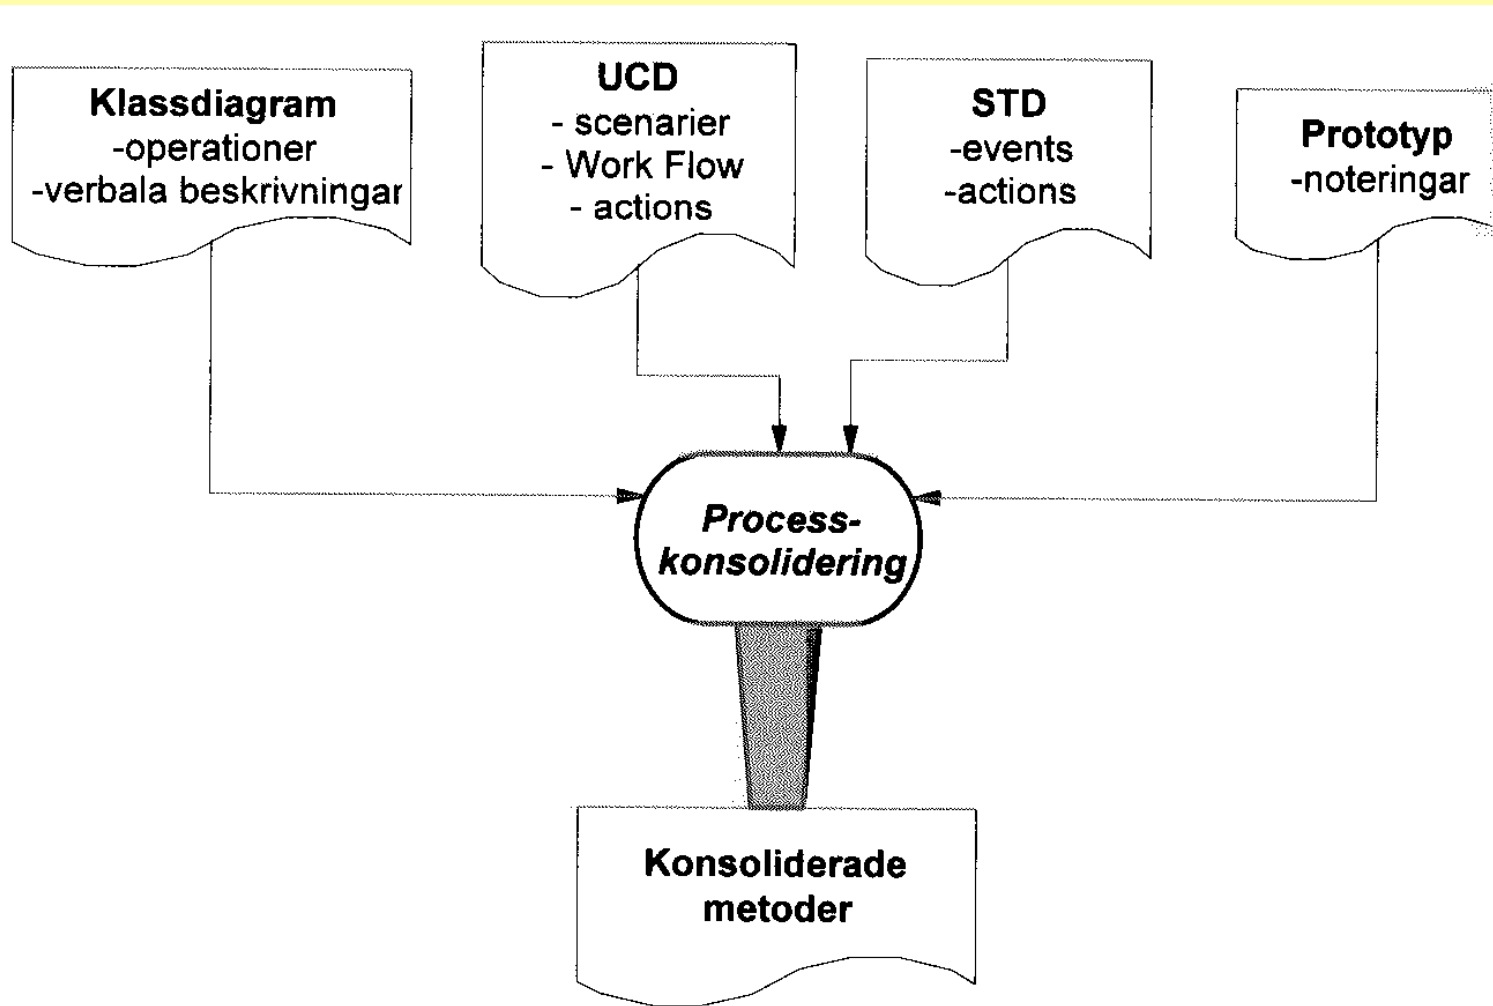 Klassdiagram
-operationer
-verbala beskrivningar
UCD
- scenarier
- Work Flow
- actions
STD
-events
-actions
Prototyp
-noteringar
Process-
konsolidering
Konsoliderade
metoder